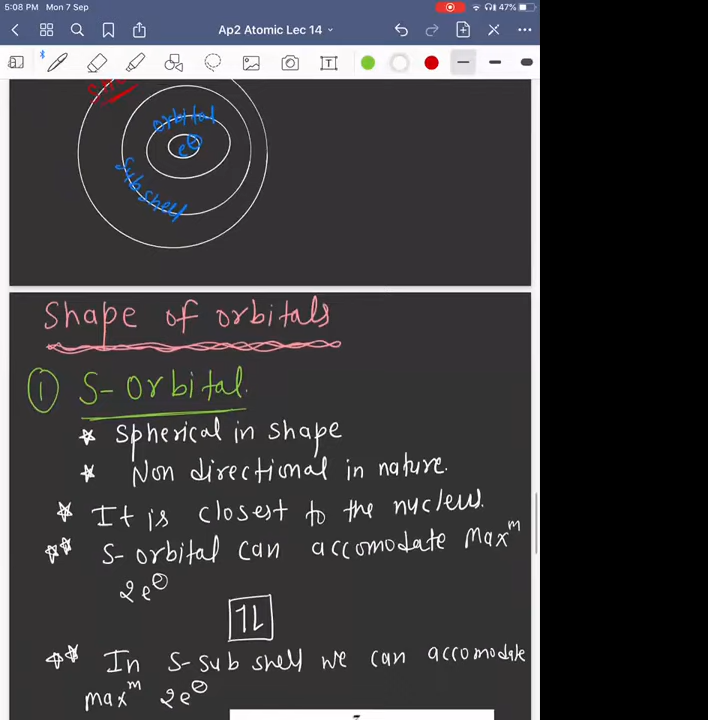 5:08 PM Mon 7 Sep 47%
Ap2 Atomic Lec 14
T
orbital
e⊖
subshell
Shape of orbitals
① S-orbital.
☆ Spherical in shape
☆ Non directional in nature.
☆ It is closest to the nucleus.
☆☆ S-orbital can accomodate maxᵐ
2e⊖
1L
☆☆ In S-sub shell we can accomodate
maxᵐ 2e⊖